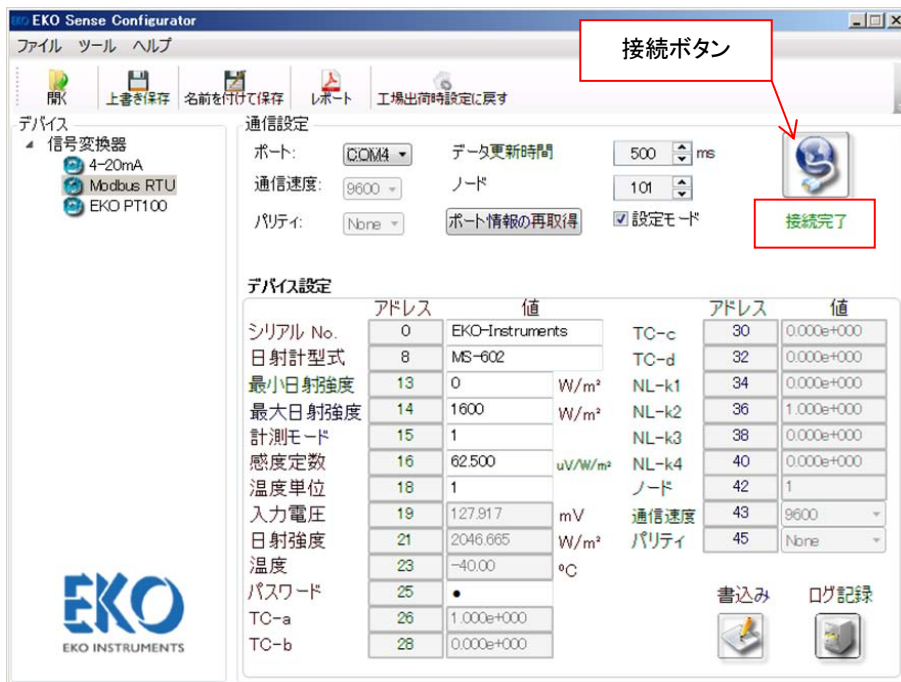 EKO Sense Configurator
ファイル ツール ヘルプ
接続ボタン
開く 上書き保存 名前を付けて保存 レポート 工場出荷時設定に戻す
デバイス
信号変換器
4-20mA
Modbus RTU
EKO PT100
通信設定
ポート: COM4 データ更新時間 500 ms
通信速度: 9600 ノード 101
パリティ: None ポート情報の再取得 設定モード
接続完了
デバイス設定
アドレス 値 アドレス 値
シリアル No. 0 EKO-Instruments TC-c 30 0.000e+000
日射計型式 8 MS-602 TC-d 32 0.000e+000
最小日射強度 13 0 W/m² NL-k1 34 0.000e+000
最大日射強度 14 1600 W/m² NL-k2 36 1.000e+000
計測モード 15 1 NL-k3 38 0.000e+000
感度定数 16 62.500 uV/W/m² NL-k4 40 0.000e+000
温度単位 18 1 ノード 42 1
入力電圧 19 127.917 mV 通信速度 43 9600
日射強度 21 2046.665 W/m² パリティ 45 None
温度 23 -40.00 ºC
パスワード 25 ●
TC-a 26 1.000e+000
TC-b 28 0.000e+000
書込み ログ記録
EKO
EKO INSTRUMENTS